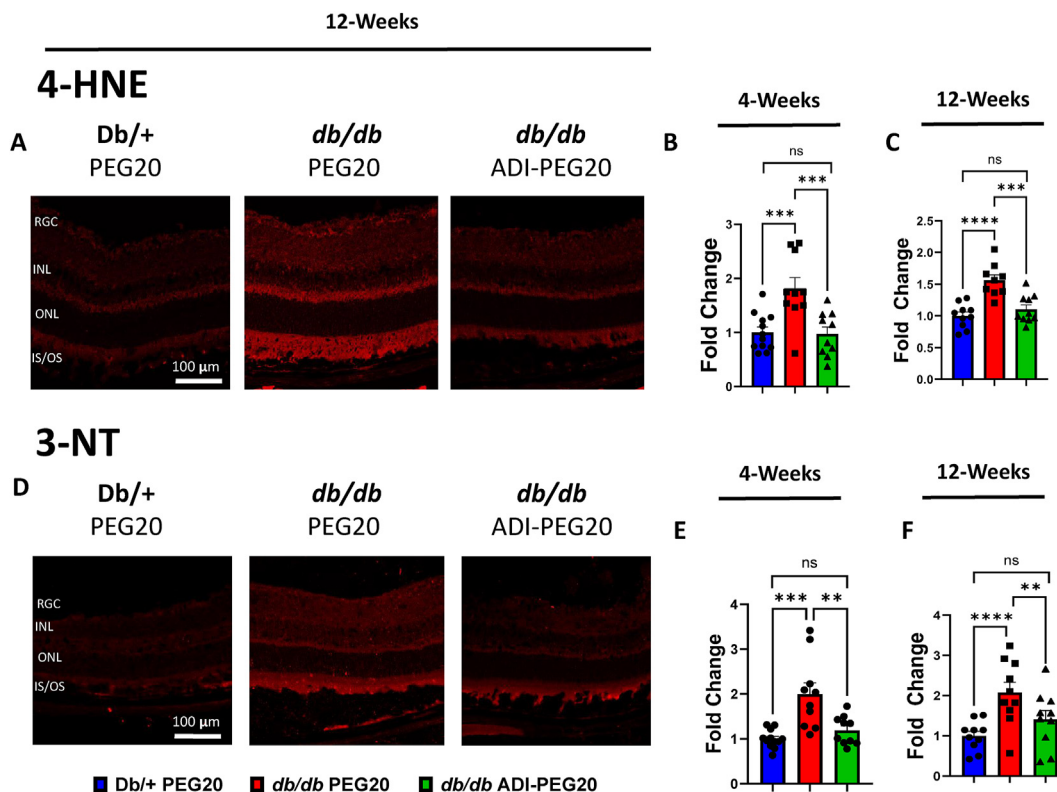 12-Weeks
4-HNE
A
Db/+
PEG20
db/db
PEG20
db/db
ADI-PEG20
RGC
INL
ONL
IS/OS
100 µm
4-Weeks
B
ns
***
***
Fold Change
3
2
1
0
12-Weeks
C
ns
****
***
Fold Change
2.5
2.0
1.5
1.0
0.5
0.0
3-NT
D
Db/+
PEG20
db/db
PEG20
db/db
ADI-PEG20
RGC
INL
ONL
IS/OS
100 µm
4-Weeks
E
ns
***
**
Fold Change
4
3
2
1
0
12-Weeks
F
ns
****
**
Fold Change
4
3
2
1
0
Db/+ PEG20 db/db PEG20 db/db ADI-PEG20